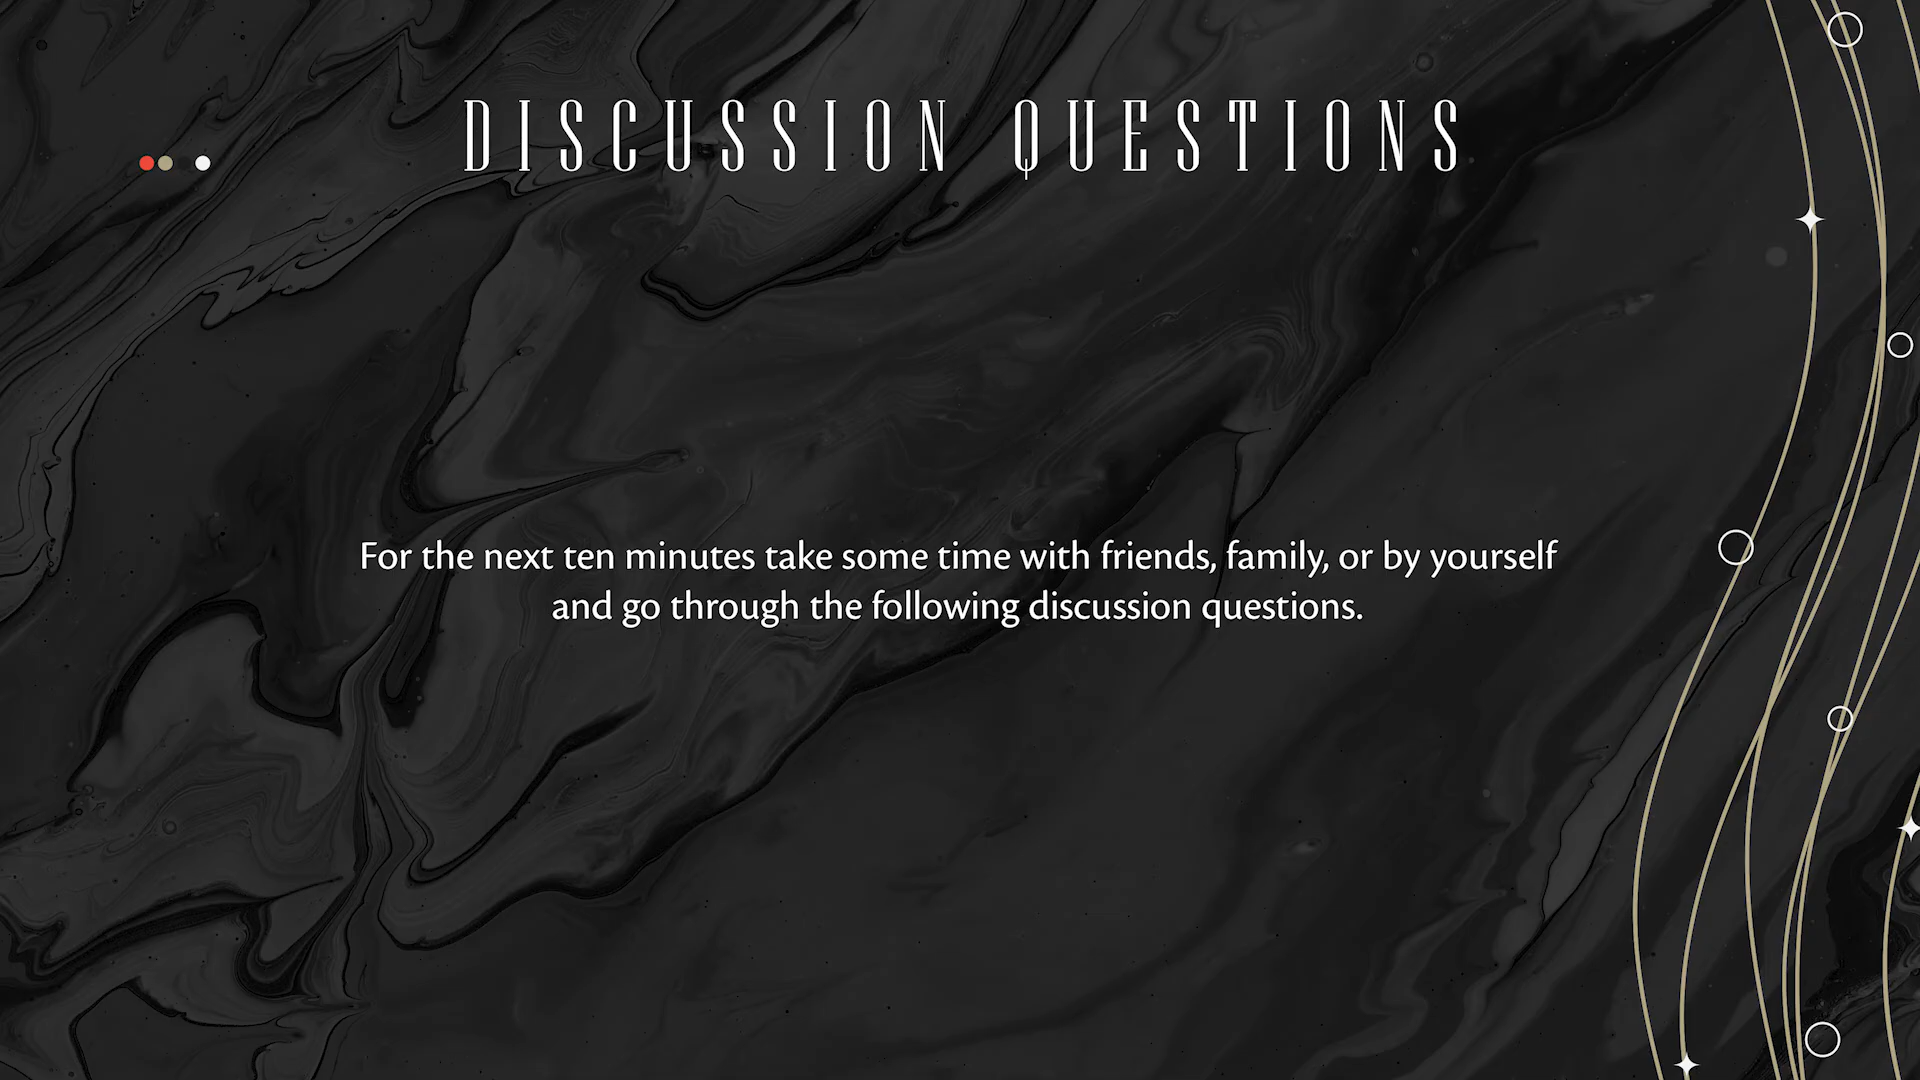 DISCUSSION QUESTIONS
For the next ten minutes take some time with friends, family, or by yourself
and go through the following discussion questions.